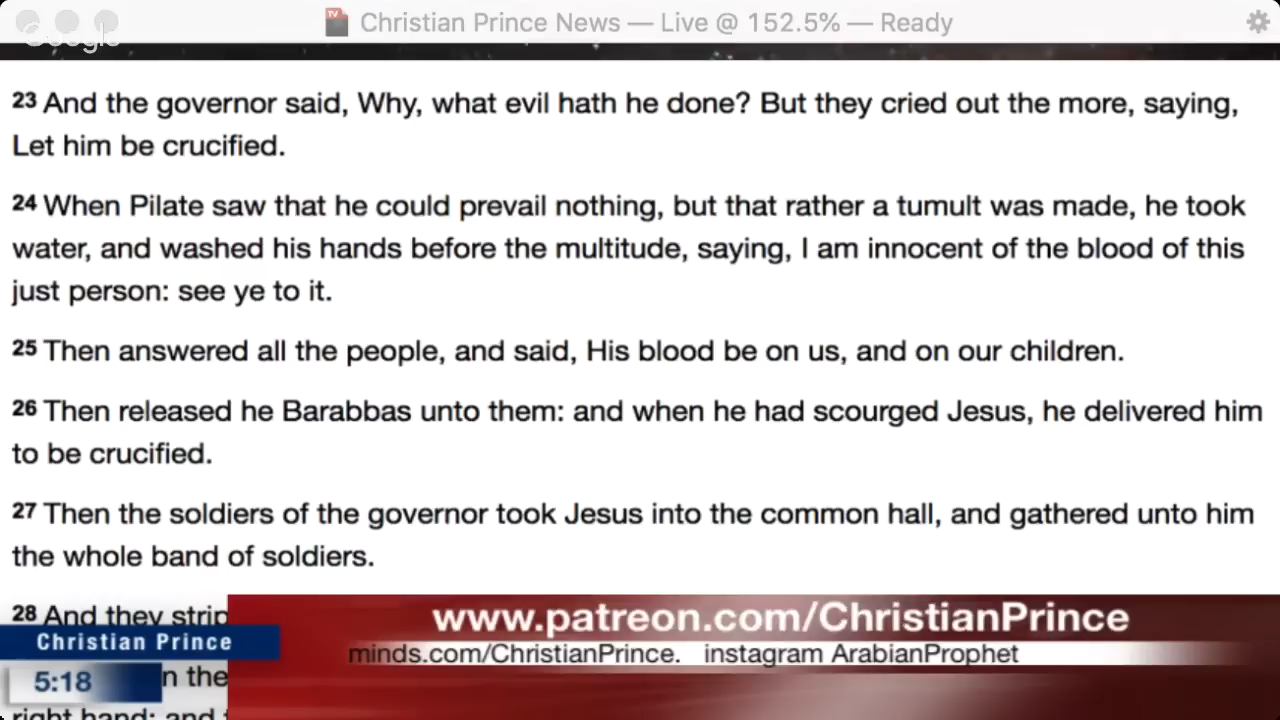 Christian Prince News — Live @ 152.5% — Ready
Google
23 And the governor said, Why, what evil hath he done? But they cried out the more, saying,
Let him be crucified.
24 When Pilate saw that he could prevail nothing, but that rather a tumult was made, he took
water, and washed his hands before the multitude, saying, I am innocent of the blood of this
just person: see ye to it.
25 Then answered all the people, and said, His blood be on us, and on our children.
26 Then released he Barabbas unto them: and when he had scourged Jesus, he delivered him
to be crucified.
27 Then the soldiers of the governor took Jesus into the common hall, and gathered unto him
the whole band of soldiers.
28 And they strip
www.patreon.com/ChristianPrince
Christian Prince
minds.com/ChristianPrince. instagram ArabianProphet
5:18
n the
right hand: and